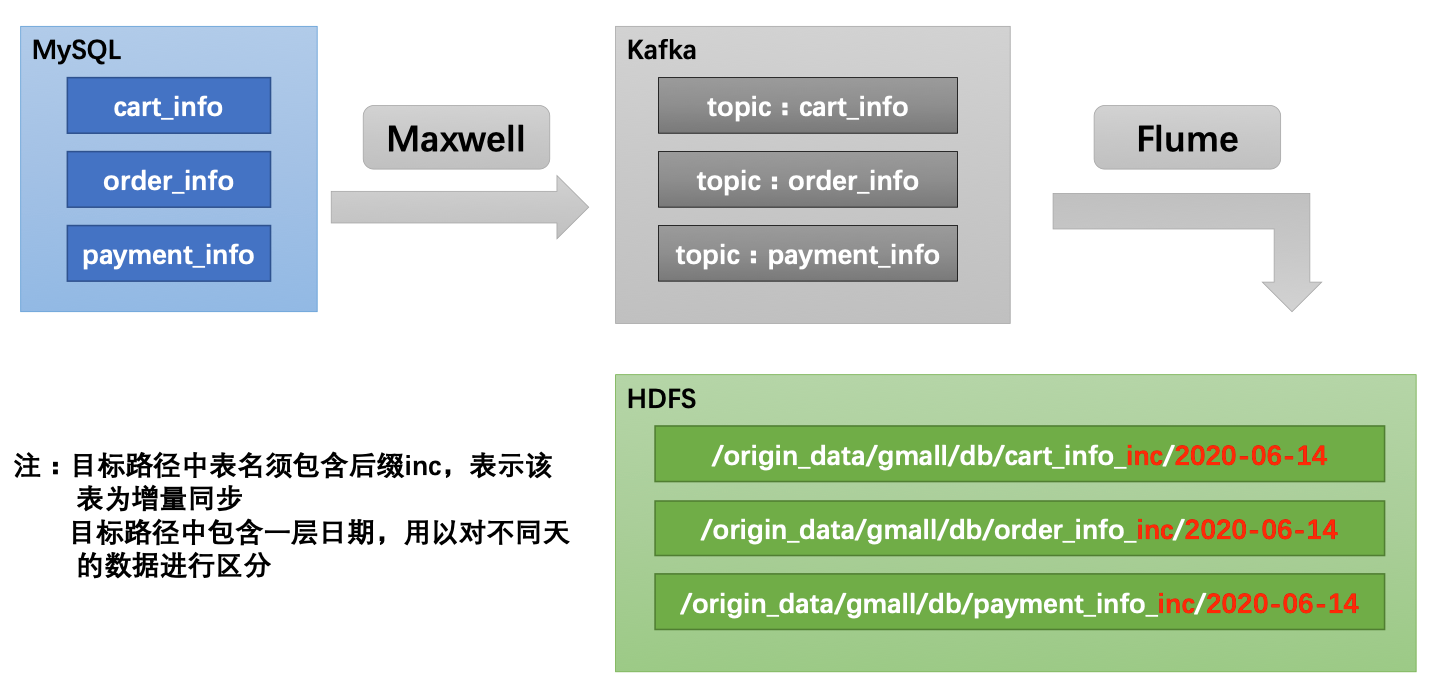 MySQL
cart_info
order_info
payment_info
Maxwell
Kafka
topic：cart_info
topic：order_info
topic：payment_info
Flume
HDFS
/origin_data/gmall/db/cart_info_inc/2020-06-14
/origin_data/gmall/db/order_info_inc/2020-06-14
/origin_data/gmall/db/payment_info_inc/2020-06-14
注：目标路径中表名须包含后缀inc，表示该
表为增量同步
目标路径中包含一层日期，用以对不同天
的数据进行区分